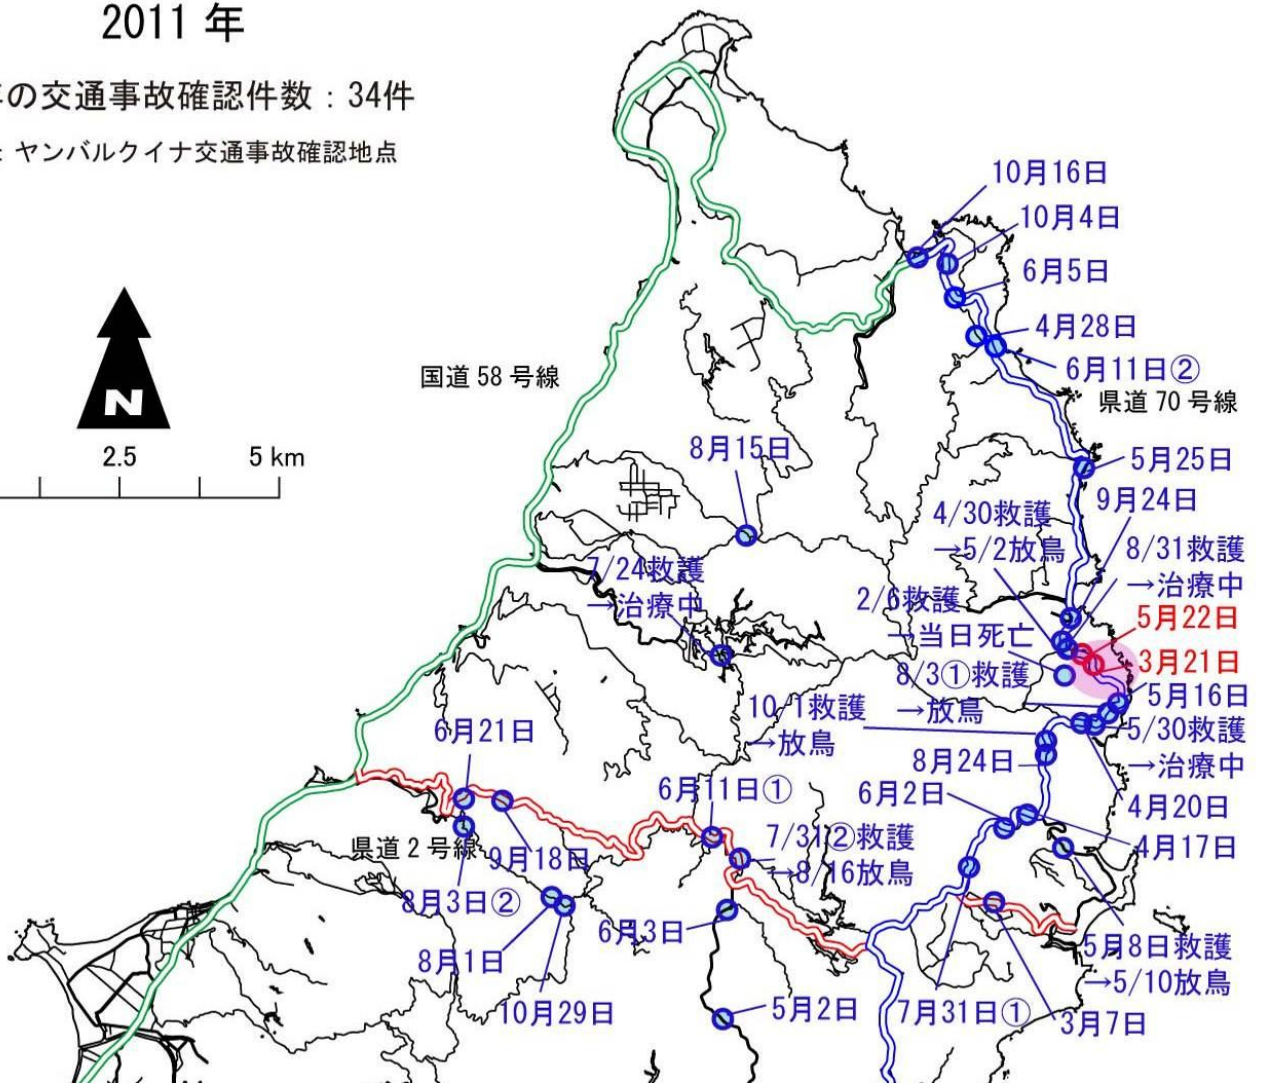 2011 年
の交通事故確認件数：34件
：ヤンバルクイナ交通事故確認地点
10月16日
10月4日
6月5日
4月28日
6月11日②
国道 58 号線
県道 70 号線
N
2.5 5 km
8月15日
5月25日
9月24日
4/30救護
→5/2放鳥
8/31救護
→治療中
7/24救護
→治療中
2/6救護
→当日死亡
5月22日
3月21日
8/3①救護
→放鳥
5月16日
10/1救護
→放鳥
5/30救護
→治療中
6月21日
8月24日
6月11日①
6月2日
4月20日
7/31②救護
→8/16放鳥
4月17日
県道 2 号線
9月18日
8月3日②
6月3日
5月8日救護
→5/10放鳥
8月1日
10月29日
5月2日
7月31日①
3月7日